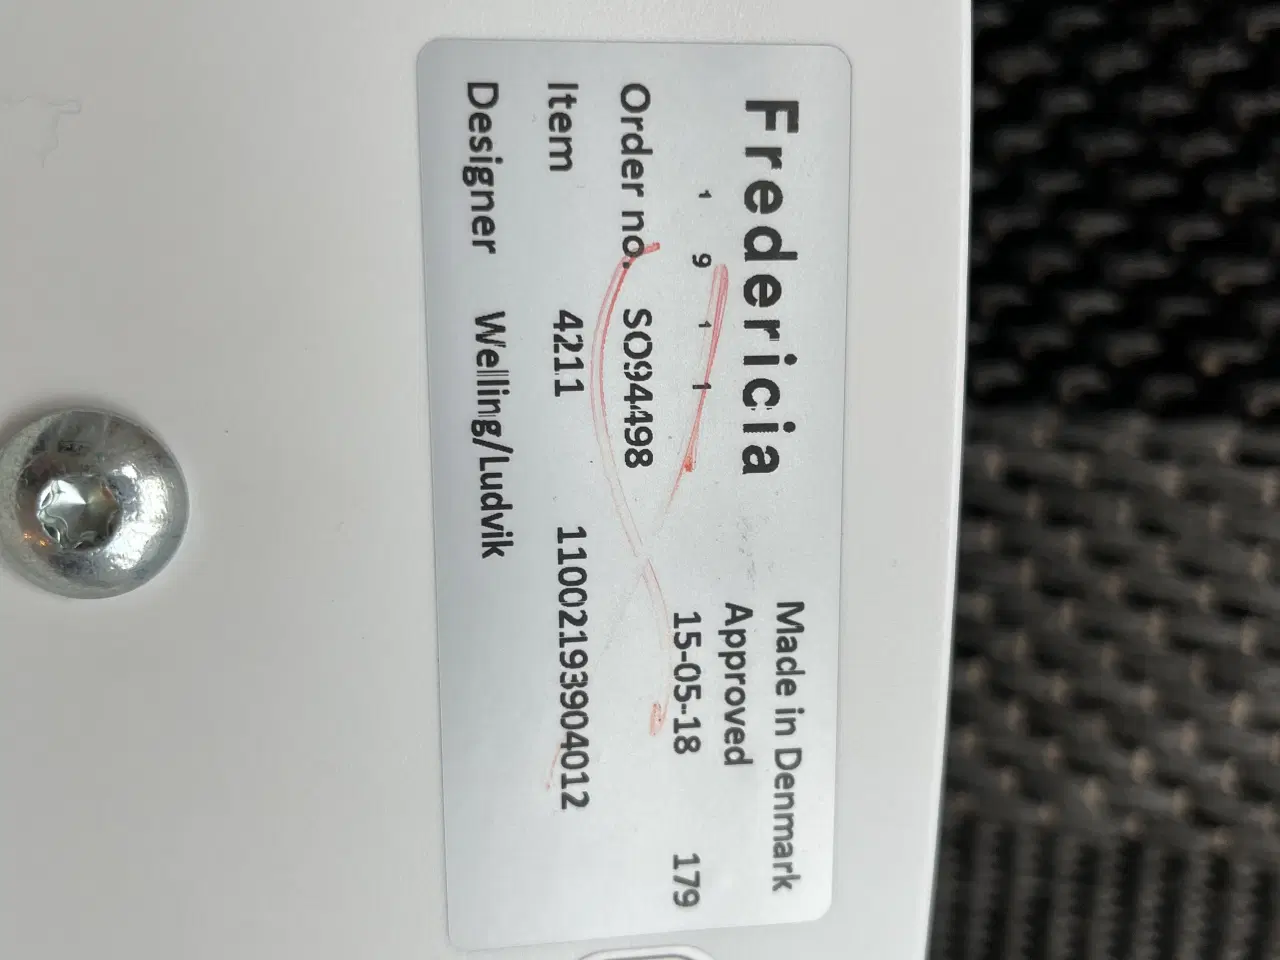 Fredericia
1 9 1 1
Made in Denmark
Approved
15-05-18 179
Order no. SO94498
Item 4211 11002193904012
Designer Welling/Ludvik